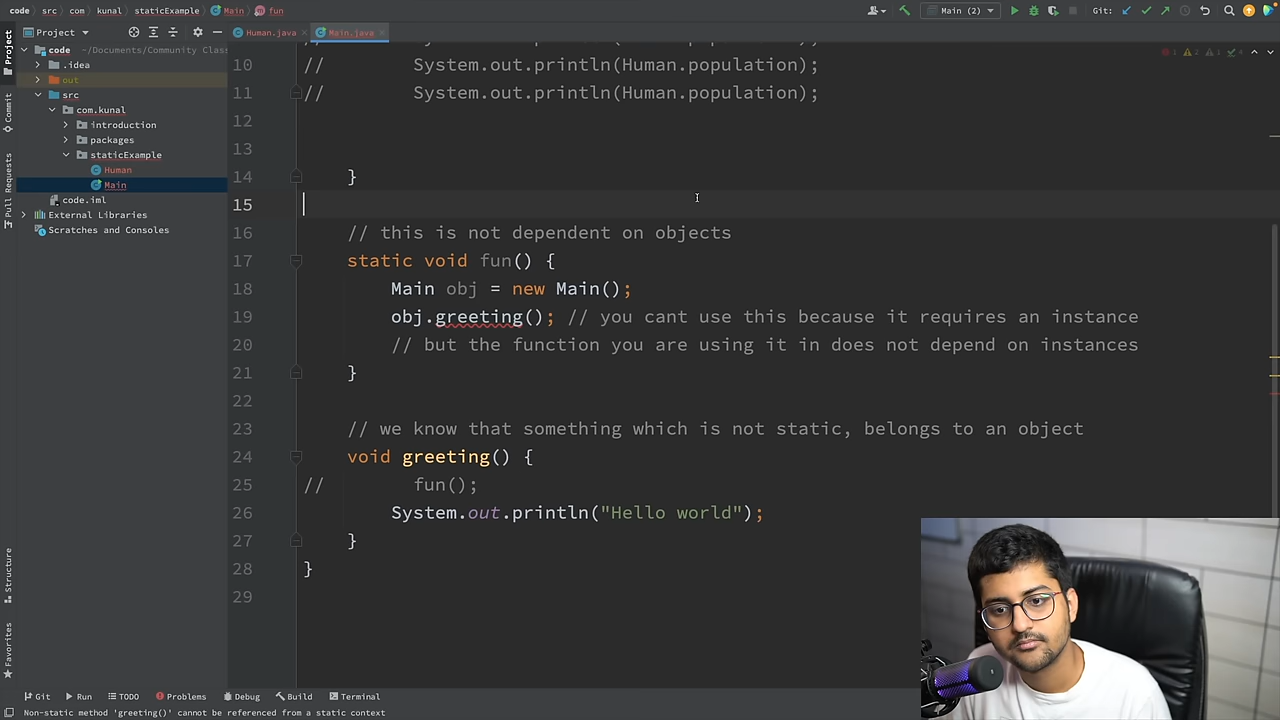 code
src
com
kunal
staticExample
Main
fun
Main (2)
Git:
Project
Human.java
Main.java
code ~/Documents/Community Clas
.idea
out
src
com.kunal
introduction
packages
staticExample
Human
Main
code.iml
External Libraries
Scratches and Consoles
Project
Commit
Pull Requests
Structure
Favorites
10 // System.out.println(Human.population);
11 // System.out.println(Human.population);
12
13
14 }
15
16 // this is not dependent on objects
17 static void fun() {
18 Main obj = new Main();
19 obj.greeting(); // you cant use this because it requires an instance
20 // but the function you are using it in does not depend on instances
21 }
22
23 // we know that something which is not static, belongs to an object
24 void greeting() {
25 // fun();
26 System.out.println("Hello world");
27 }
28 }
29
Git Run TODO Problems Debug Build Terminal
Non-static method 'greeting()' cannot be referenced from a static context